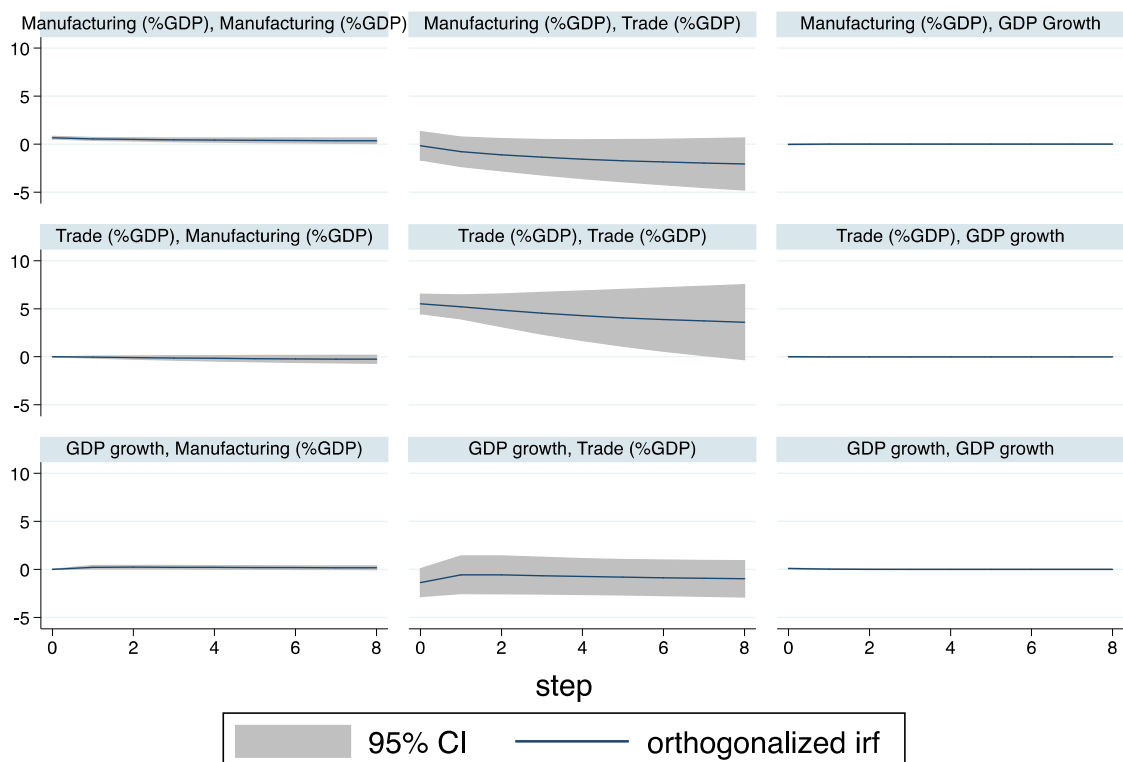 Manufacturing (%GDP), Manufacturing (%GDP)
Manufacturing (%GDP), Trade (%GDP)
Manufacturing (%GDP), GDP Growth
10
5
0
-5
Trade (%GDP), Manufacturing (%GDP)
Trade (%GDP), Trade (%GDP)
Trade (%GDP), GDP growth
10
5
0
-5
GDP growth, Manufacturing (%GDP)
GDP growth, Trade (%GDP)
GDP growth, GDP growth
10
5
0
-5
0 2 4 6 8
0 2 4 6 8
0 2 4 6 8
step
95% CI
orthogonalized irf